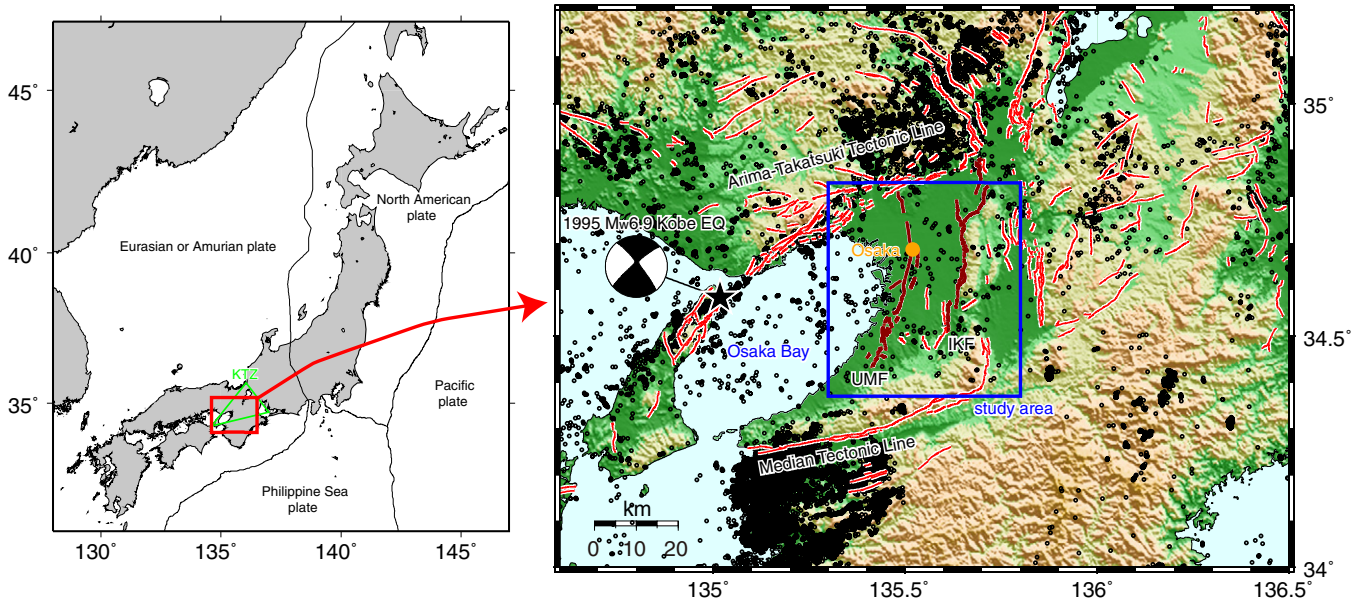 45°
40°
35°
130°
135°
140°
145°
North American
plate
Eurasian or Amurian plate
KTZ
Pacific
plate
Philippine Sea
plate
35°
34.5°
34°
135°
135.5°
136°
136.5°
Arima-Takatsuki Tectonic Line
1995 Mw6.9 Kobe EQ
Osaka
Osaka Bay
IKF
UMF
study area
Median Tectonic Line
km
0 10 20